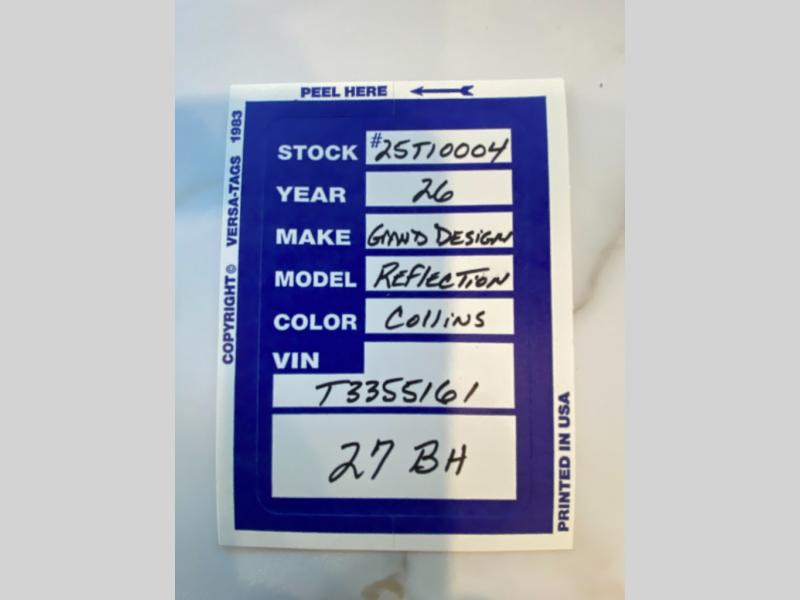 PEEL HERE
COPYRIGHT © VERSA-TAGS 1983
STOCK #25T10004
YEAR 26
MAKE GRAND DESIGN
MODEL REFLECTION
COLOR Collins
VIN
T3355161
27 BH
PRINTED IN USA